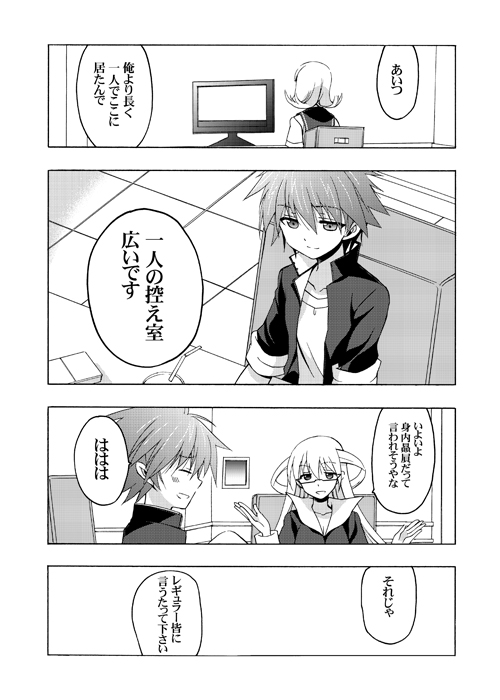 あいつ
俺より長く
一人でここに
居たんで
一人の控え室
広いです
いよいよ
身内贔屓だって
言われそうやな
ははは
それじゃ
レギュラー皆に
言うたって下さい